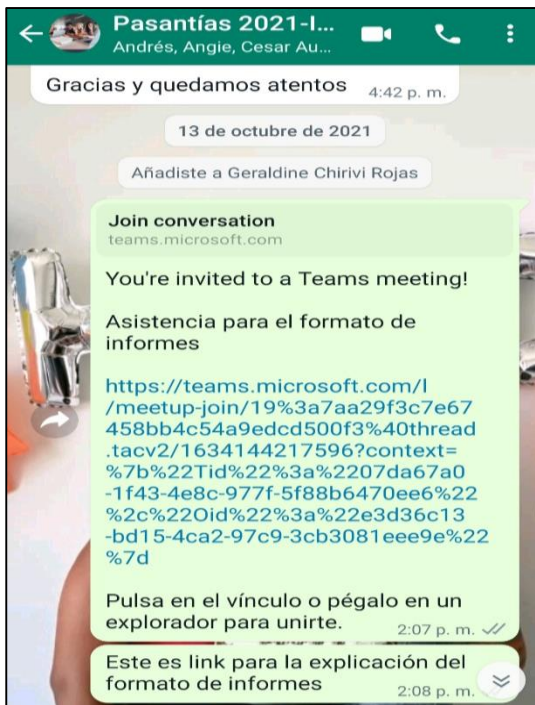 Pasantías 2021-I...
Andrés, Angie, Cesar Au...
Gracias y quedamos atentos 4:42 p. m.
13 de octubre de 2021
Añadiste a Geraldine Chirivi Rojas
Join conversation
teams.microsoft.com
You're invited to a Teams meeting!
Asistencia para el formato de
informes
https://teams.microsoft.com/l
/meetup-join/19%3a7aa29f3c7e67
458bb4c54a9edcd500f3%40thread
.tacv2/1634144217596?context=
%7b%22Tid%22%3a%2207da67a0
-1f43-4e8c-977f-5f88b6470ee6%22
%2c%22Oid%22%3a%22e3d36c13
-bd15-4ca2-97c9-3cb3081eee9e%22
%7d
Pulsa en el vínculo o pégalo en un
explorador para unirte. 2:07 p. m.
Este es link para la explicación del
formato de informes 2:08 p. m.